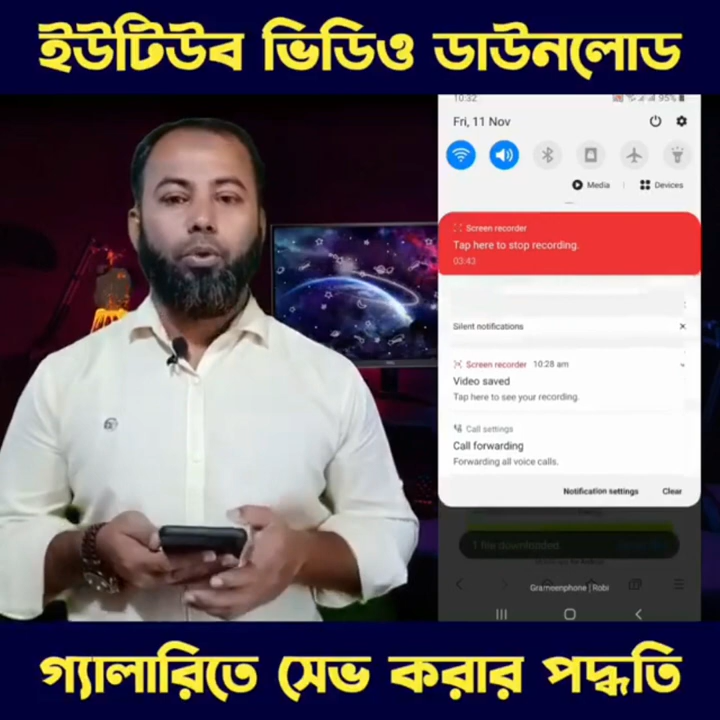 ইউটিউব ভিডিও ডাউনলোড
10:32
95%
Fri, 11 Nov
Media
Devices
Screen recorder
Tap here to stop recording.
03:43
Silent notifications
Screen recorder 10:28 am
Video saved
Tap here to see your recording.
Call settings
Call forwarding
Forwarding all voice calls.
Notification settings Clear
1 file downloaded
Grameenphone | Robi
গ্যালারিতে সেভ করার পদ্ধতি